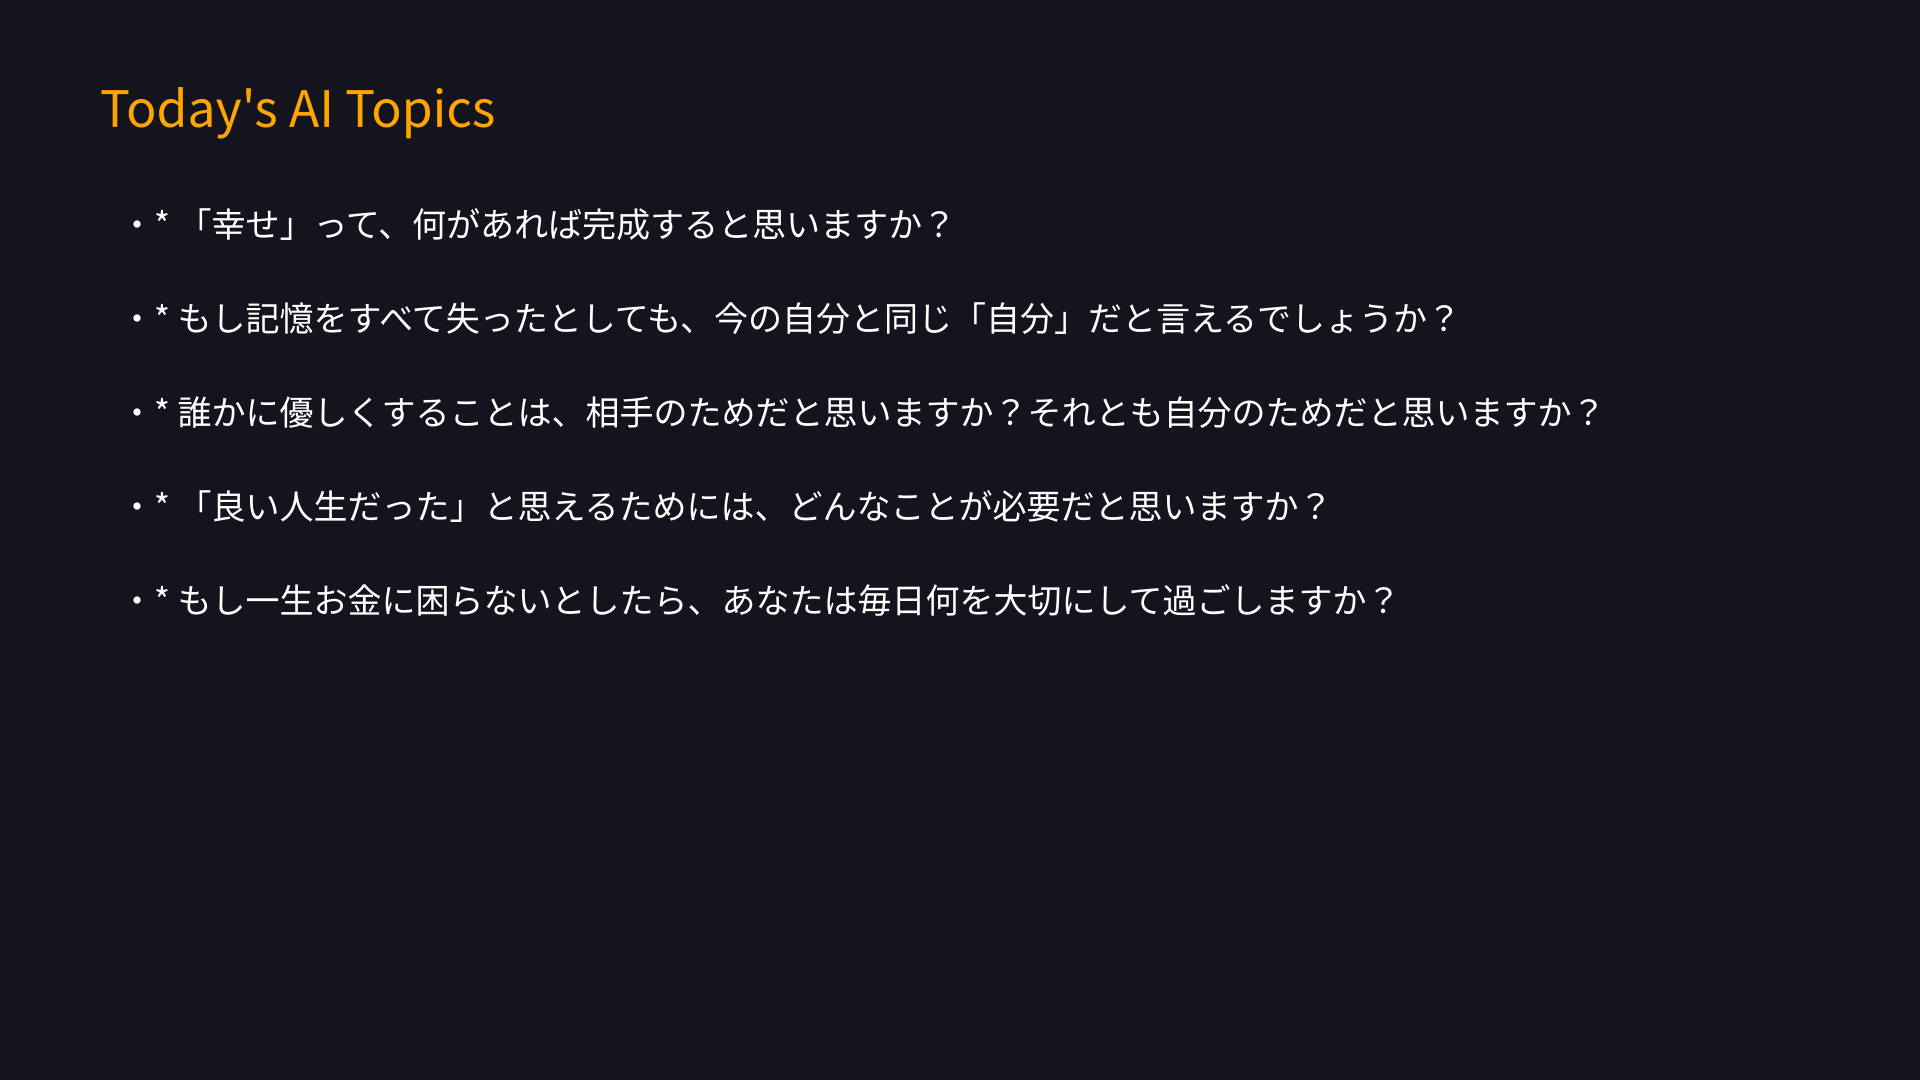 Today's AI Topics
・* 「幸せ」って、何があれば完成すると思いますか？
・* もし記憶をすべて失ったとしても、今の自分と同じ「自分」だと言えるでしょうか？
・* 誰かに優しくすることは、相手のためだと思いますか？それとも自分のためだと思いますか？
・* 「良い人生だった」と思えるためには、どんなことが必要だと思いますか？
・* もし一生お金に困らないとしたら、あなたは毎日何を大切にして過ごしますか？